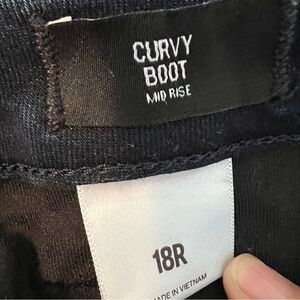 CURVY
BOOT
MID RISE
18R
MADE IN VIETNAM